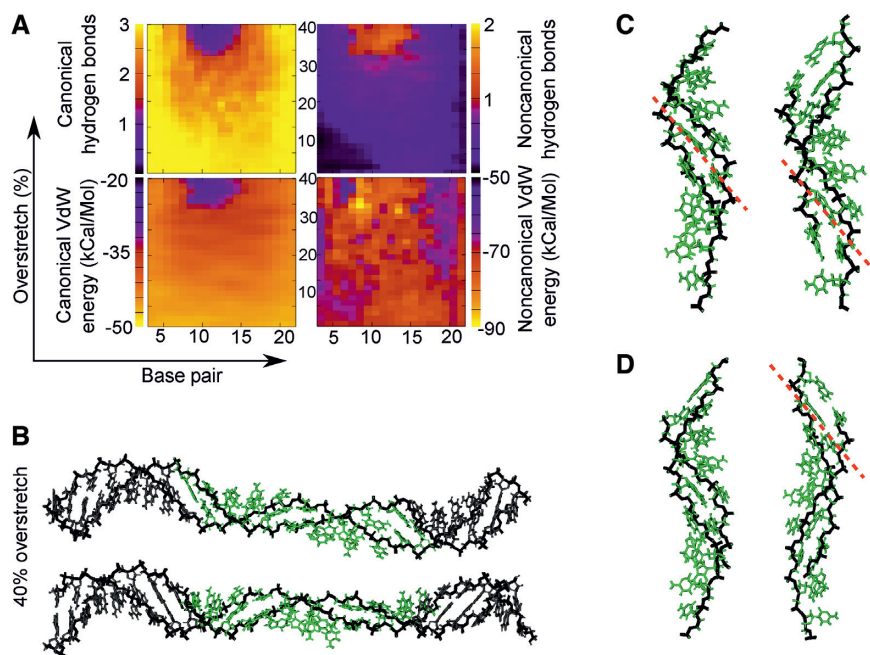 A
3
2
1
Canonical
hydrogen bonds
40
30
20
10
2
1
Noncanonical
hydrogen bonds
Overstretch (%)
-20
-35
-50
Canonical VdW
energy (kCal/Mol)
40
30
20
10
-50
-70
-90
Noncanonical VdW
energy (kCal/Mol)
5 10 15 20
5 10 15 20
Base pair
B
40% overstretch
C
D